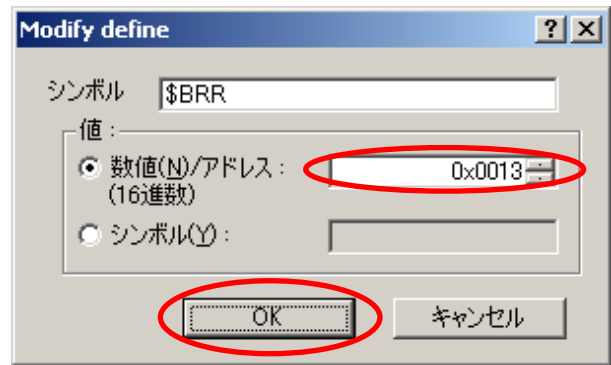 Modify define
シンボル $BRR
値 :
数値(N)/アドレス : 0x0013
(16進数)
シンボル(Y) :
OK キャンセル